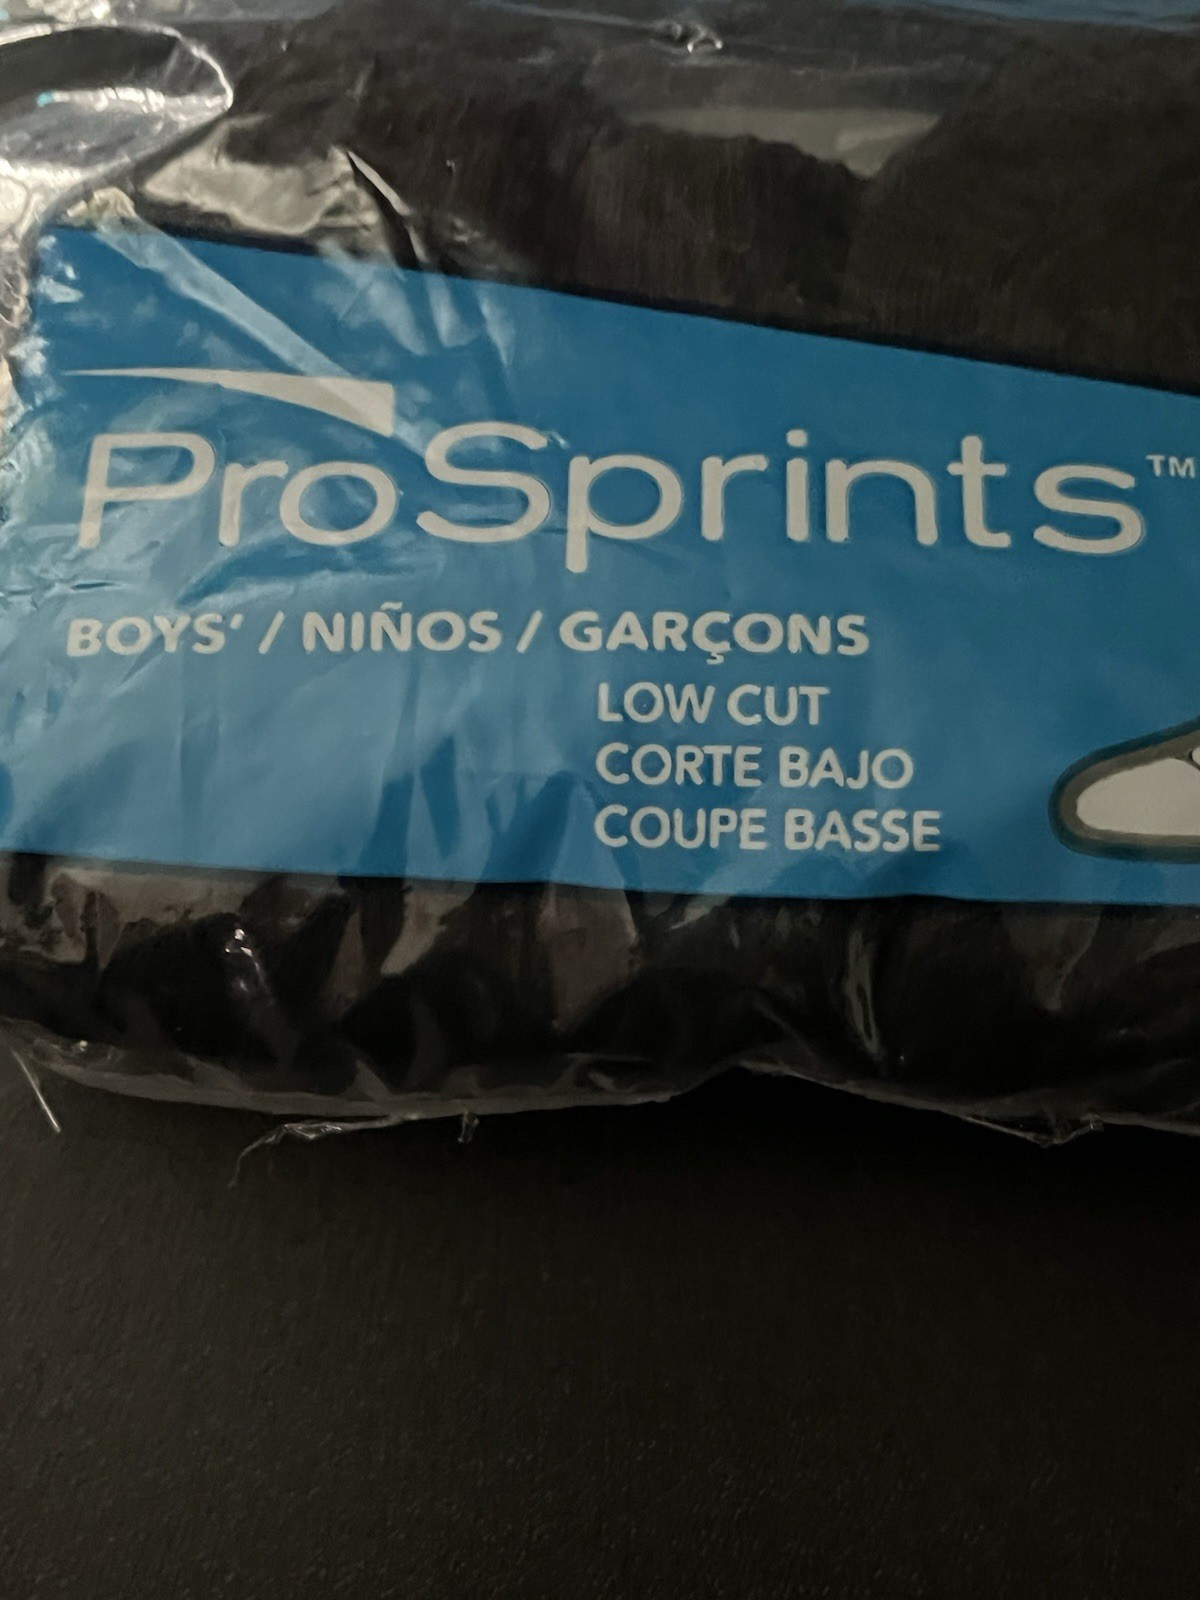 ProSprints™
BOYS' / NIÑOS / GARÇONS
LOW CUT
CORTE BAJO
COUPE BASSE